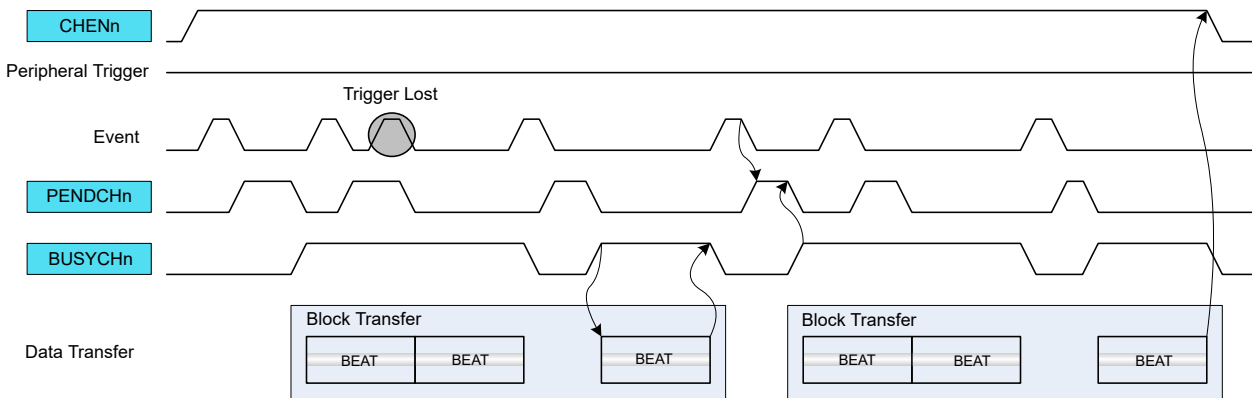 CHENn
Peripheral Trigger
Trigger Lost
Event
PENDCHn
BUSYCHn
Block Transfer
Block Transfer
Data Transfer
BEAT
BEAT
BEAT
BEAT
BEAT
BEAT